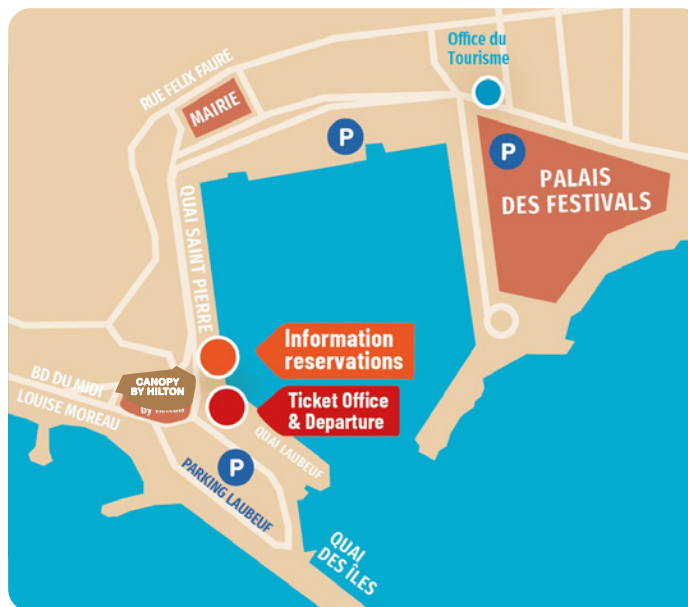 Office du
Tourisme
RUE FELIX FAURE
MAIRIE
P
P
PALAIS
DES FESTIVALS
QUAI SAINT PIERRE
Information
reservations
BD DU MIDI
CANOPY
BY HILTON
by
LOUISE MOREAU
Ticket Office
& Departure
QUAI LAUBEUF
P
PARKING LAUBEUF
QUAI
DES ÎLES